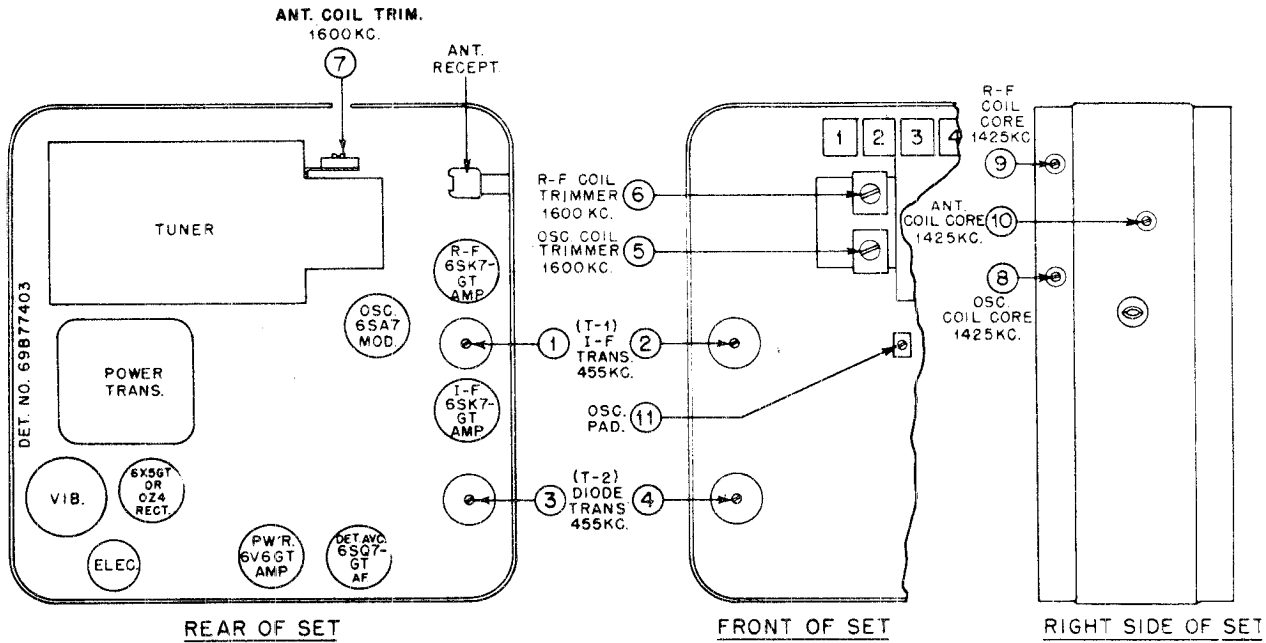 ANT. COIL TRIM.
1600KC.
7
ANT.
RECEPT.
TUNER
R-F
6SK7-
GT
AMP
OSC.
6SA7
MOD.
DET. NO. 69B77403
POWER
TRANS.
I-F
6SK7-
GT
AMP
VIB.
6X5GT
OR
OZ4
RECT.
ELEC.
PW'R.
6V6GT
AMP
DET. AVC.
6SQ7-
GT
AF
REAR OF SET
1
(T-1)
I-F
TRANS.
455KC.
2
3
(T-2)
DIODE
TRANS
455KC.
4
1 2 3 4
R-F COIL
TRIMMER
1600 KC.
6
OSC. COIL
TRIMMER
1600KC.
5
OSC.
PAD.
11
FRONT OF SET
R-F
COIL
CORE
1425KC
9
ANT.
COIL CORE
1425KC.
10
8
OSC.
COIL CORE
1425KC.
RIGHT SIDE OF SET